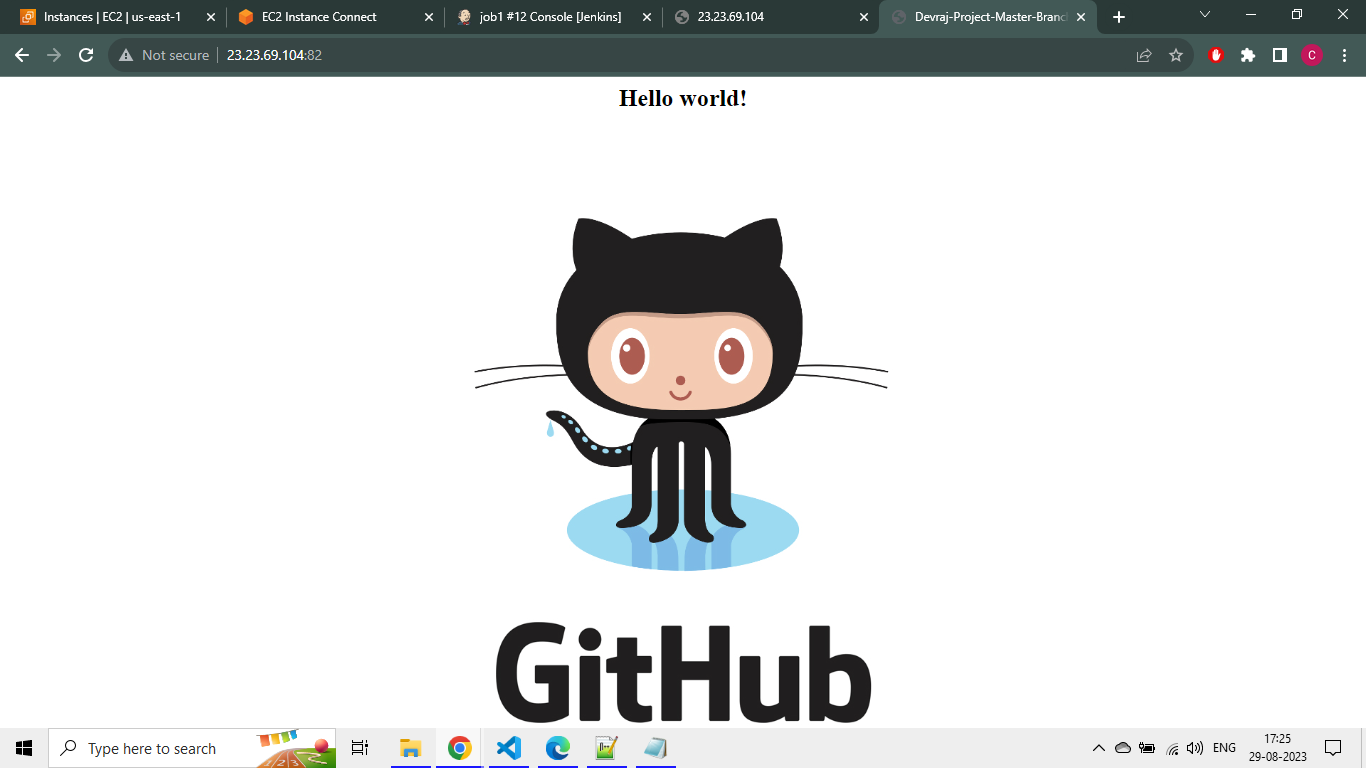 Instances | EC2 | us-east-1
EC2 Instance Connect
job1 #12 Console [Jenkins]
23.23.69.104
Devraj-Project-Master-Branc
Not secure
23.23.69.104:82
C
Hello world!
GitHub
Type here to search
ENG
17:25
29-08-2023